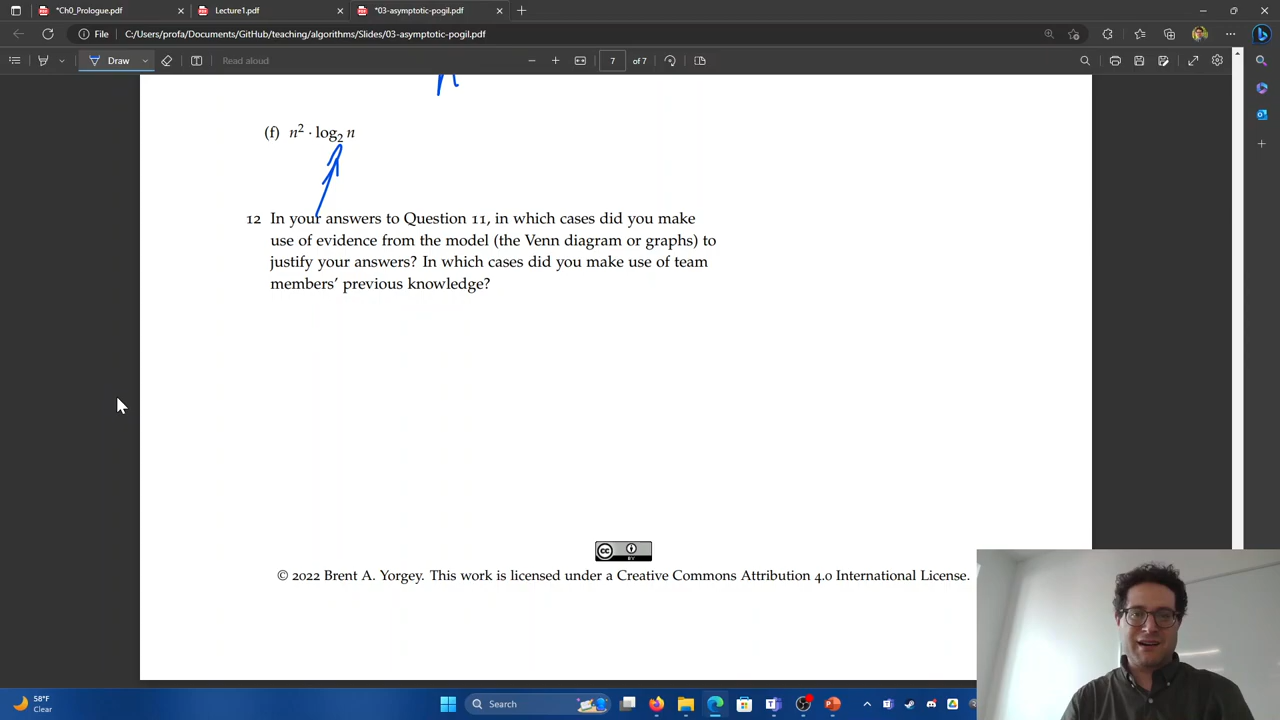 *Ch0_Prologue.pdf
Lecture1.pdf
*03-asymptotic-pogil.pdf
File
C:/Users/profa/Documents/GitHub/teaching/algorithms/Slides/03-asymptotic-pogil.pdf
Draw
Read aloud
7 of 7
n
(f) n² · log₂ n
12 In your answers to Question 11, in which cases did you make
use of evidence from the model (the Venn diagram or graphs) to
justify your answers? In which cases did you make use of team
members' previous knowledge?
cc
BY
© 2022 Brent A. Yorgey. This work is licensed under a Creative Commons Attribution 4.0 International License.
58°F
Clear
Search